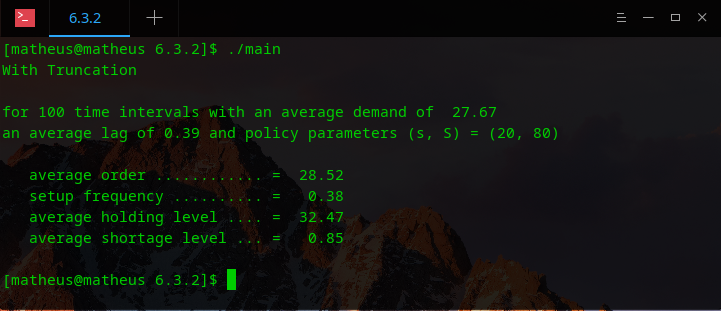 6.3.2
[matheus@matheus 6.3.2]$ ./main
With Truncation
for 100 time intervals with an average demand of  27.67
an average lag of 0.39 and policy parameters (s, S) = (20, 80)
   average order ............ =  28.52
   setup frequency .......... =   0.38
   average holding level .... =  32.47
   average shortage level ... =   0.85
[matheus@matheus 6.3.2]$